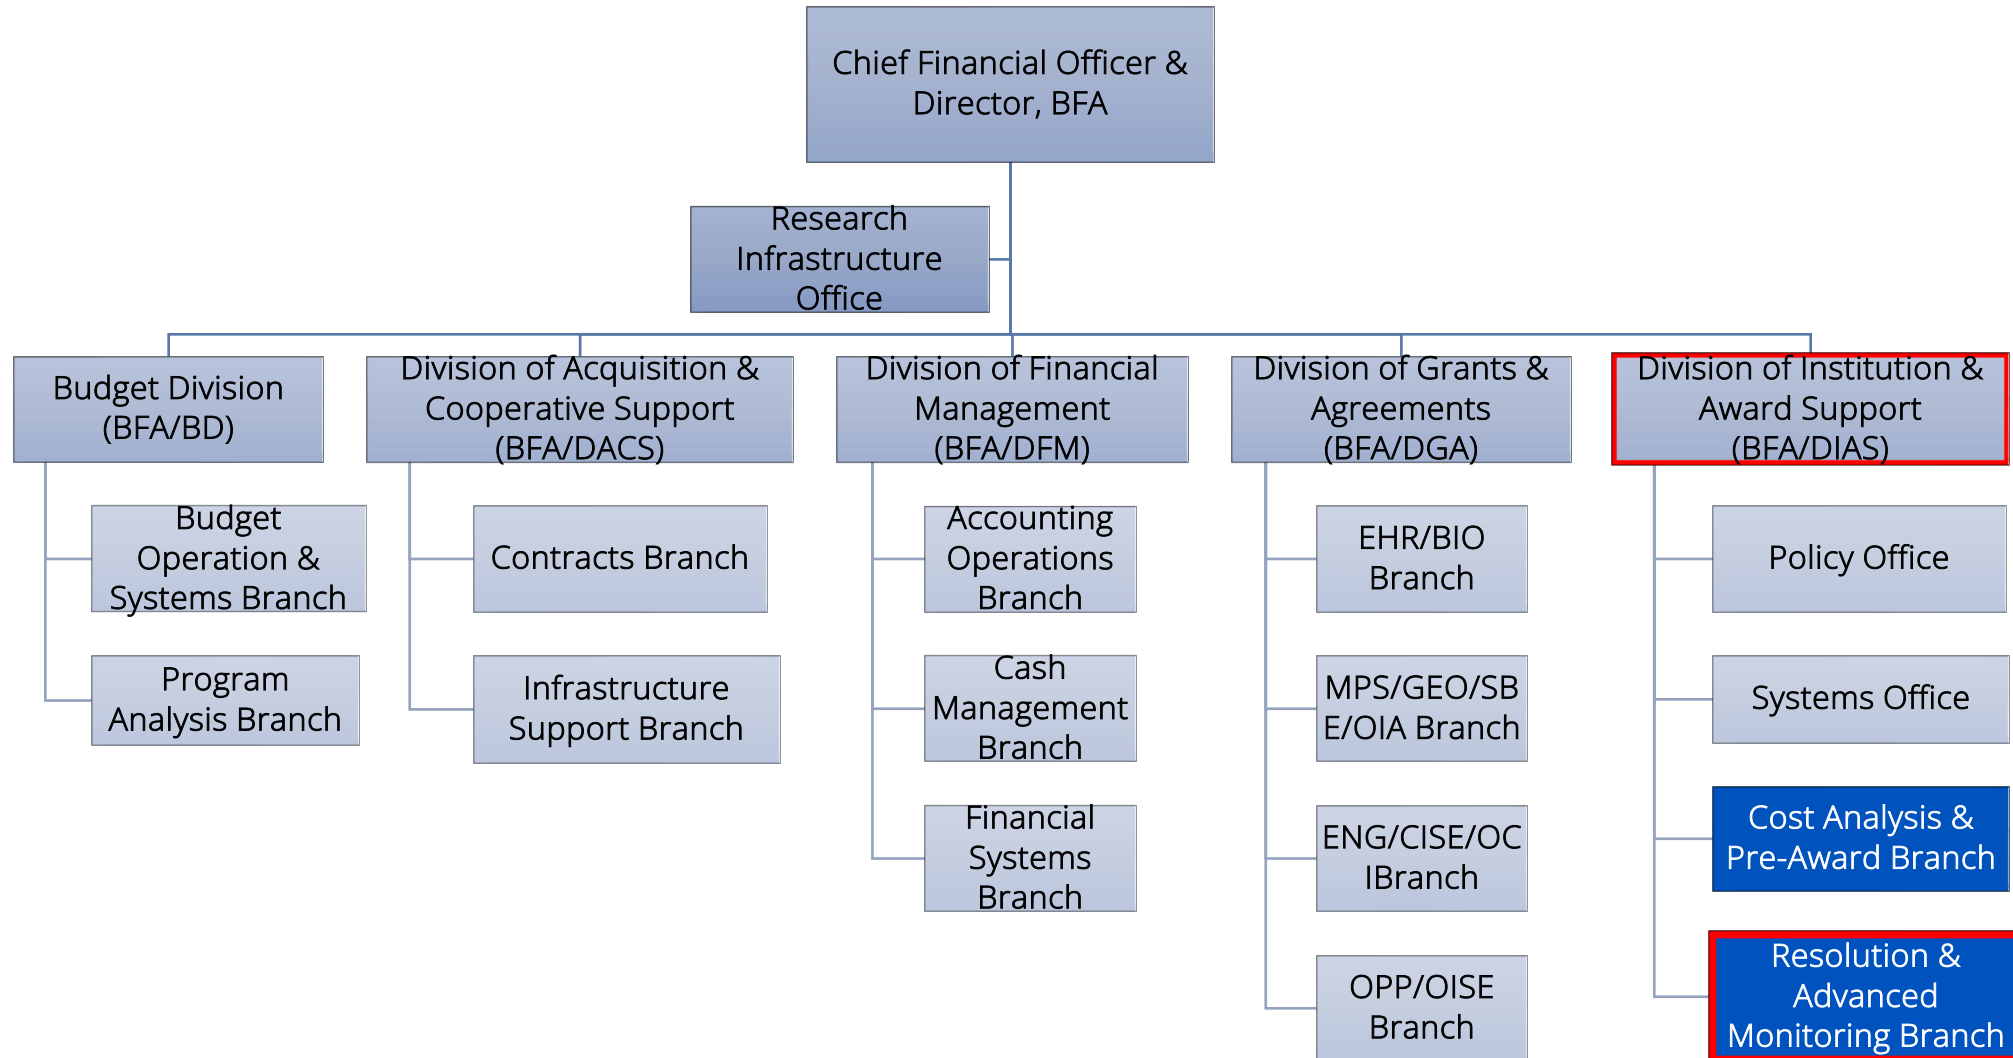 Chief Financial Officer &
Director, BFA
Research
Infrastructure
Office
Budget Division
(BFA/BD)
Division of Acquisition &
Cooperative Support
(BFA/DACS)
Division of Financial
Management
(BFA/DFM)
Division of Grants &
Agreements
(BFA/DGA)
Division of Institution &
Award Support
(BFA/DIAS)
Budget
Operation &
Systems Branch
Program
Analysis Branch
Contracts Branch
Infrastructure
Support Branch
Accounting
Operations
Branch
Cash
Management
Branch
Financial
Systems
Branch
EHR/BIO
Branch
MPS/GEO/SB
E/OIA Branch
ENG/CISE/OC
IBranch
OPP/OISE
Branch
Policy Office
Systems Office
Cost Analysis &
Pre-Award Branch
Resolution &
Advanced
Monitoring Branch